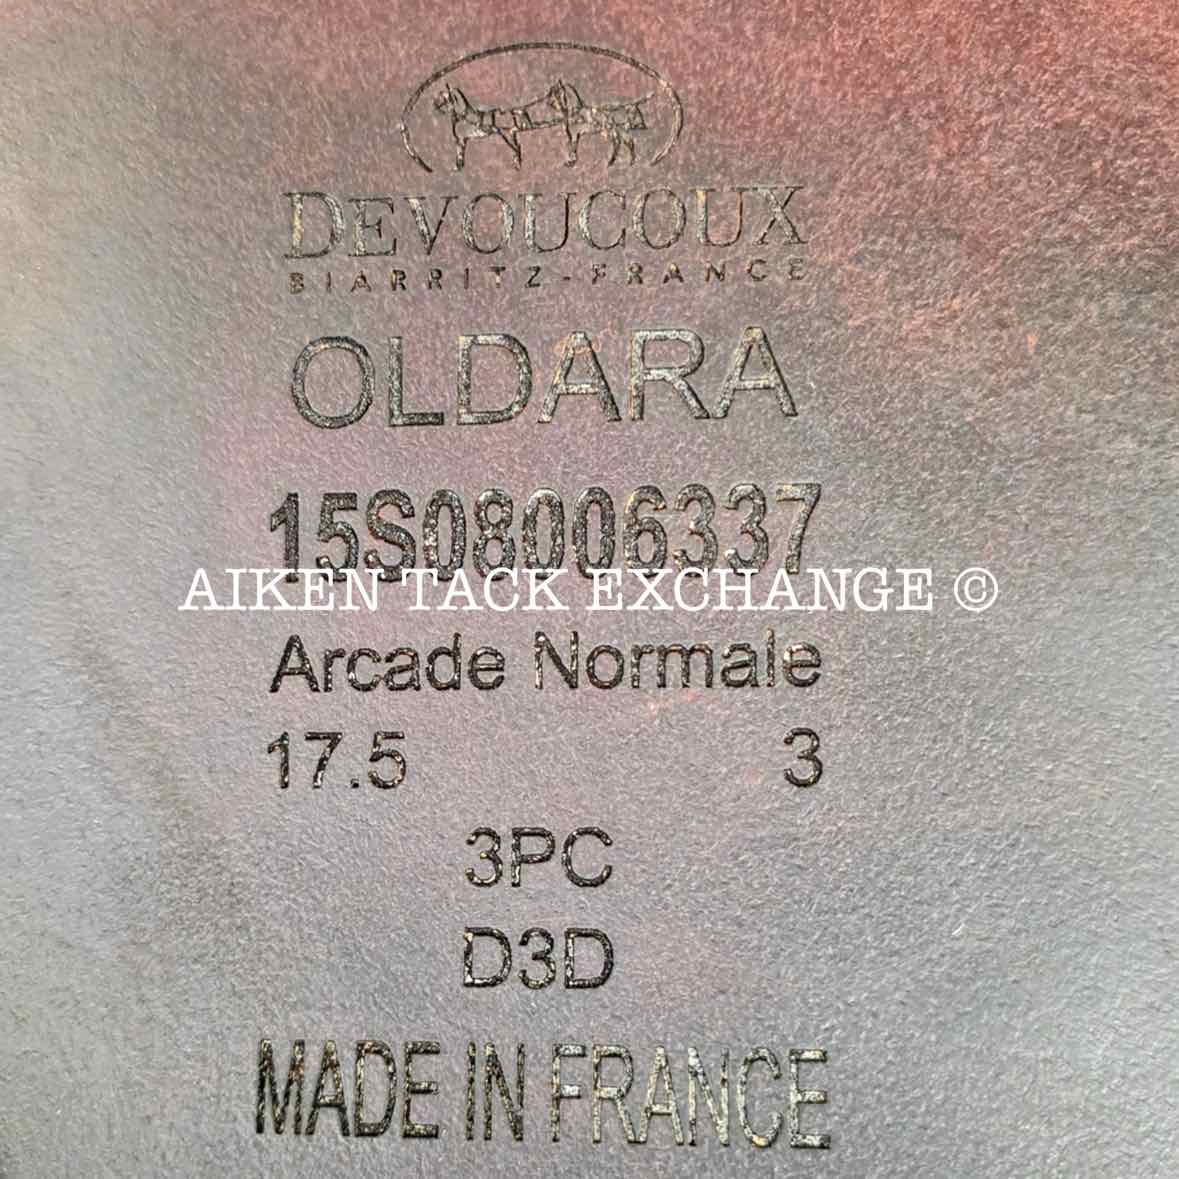 DEVOUCOUX
BIARRITZ-FRANCE
OLDARA
15S08006337
AIKEN TACK EXCHANGE ©
Arcade Normale
17.5 3
3PC
D3D
MADE IN FRANCE